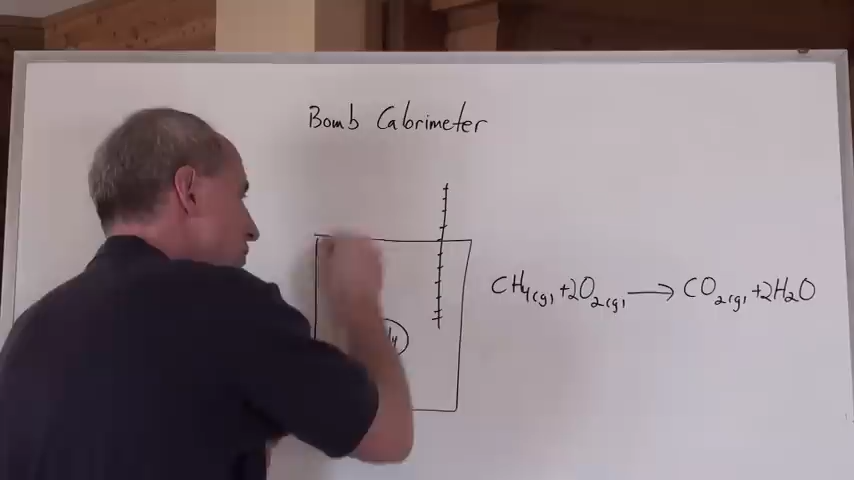 Bomb Calorimeter
CH₄(g) + 2O₂(g) → CO₂(g) + 2H₂O